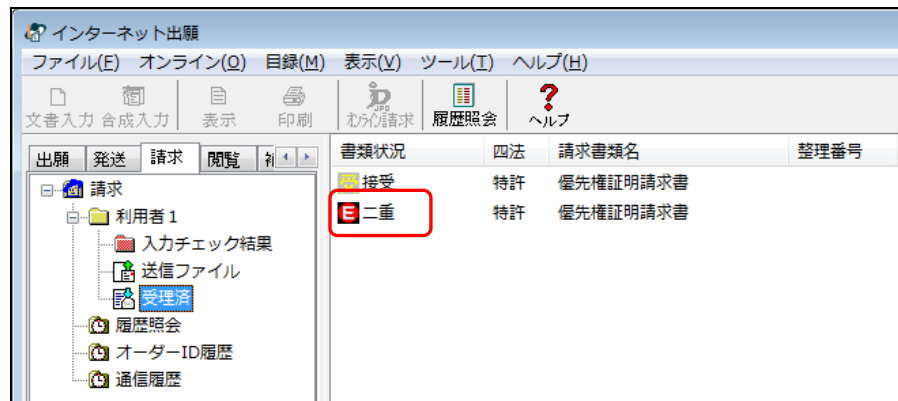 インターネット出願
ファイル(F) オンライン(O) 目録(M) 表示(V) ツール(T) ヘルプ(H)
文書入力 合成入力 表示 印刷 オンライン請求 履歴照会 ヘルプ
出願 発送 請求 閲覧 補
書類状況 四法 請求書類名 整理番号
接受 特許 優先権証明請求書
二重 特許 優先権証明請求書
請求
利用者1
入力チェック結果
送信ファイル
受理済
履歴照会
オーダーID履歴
通信履歴